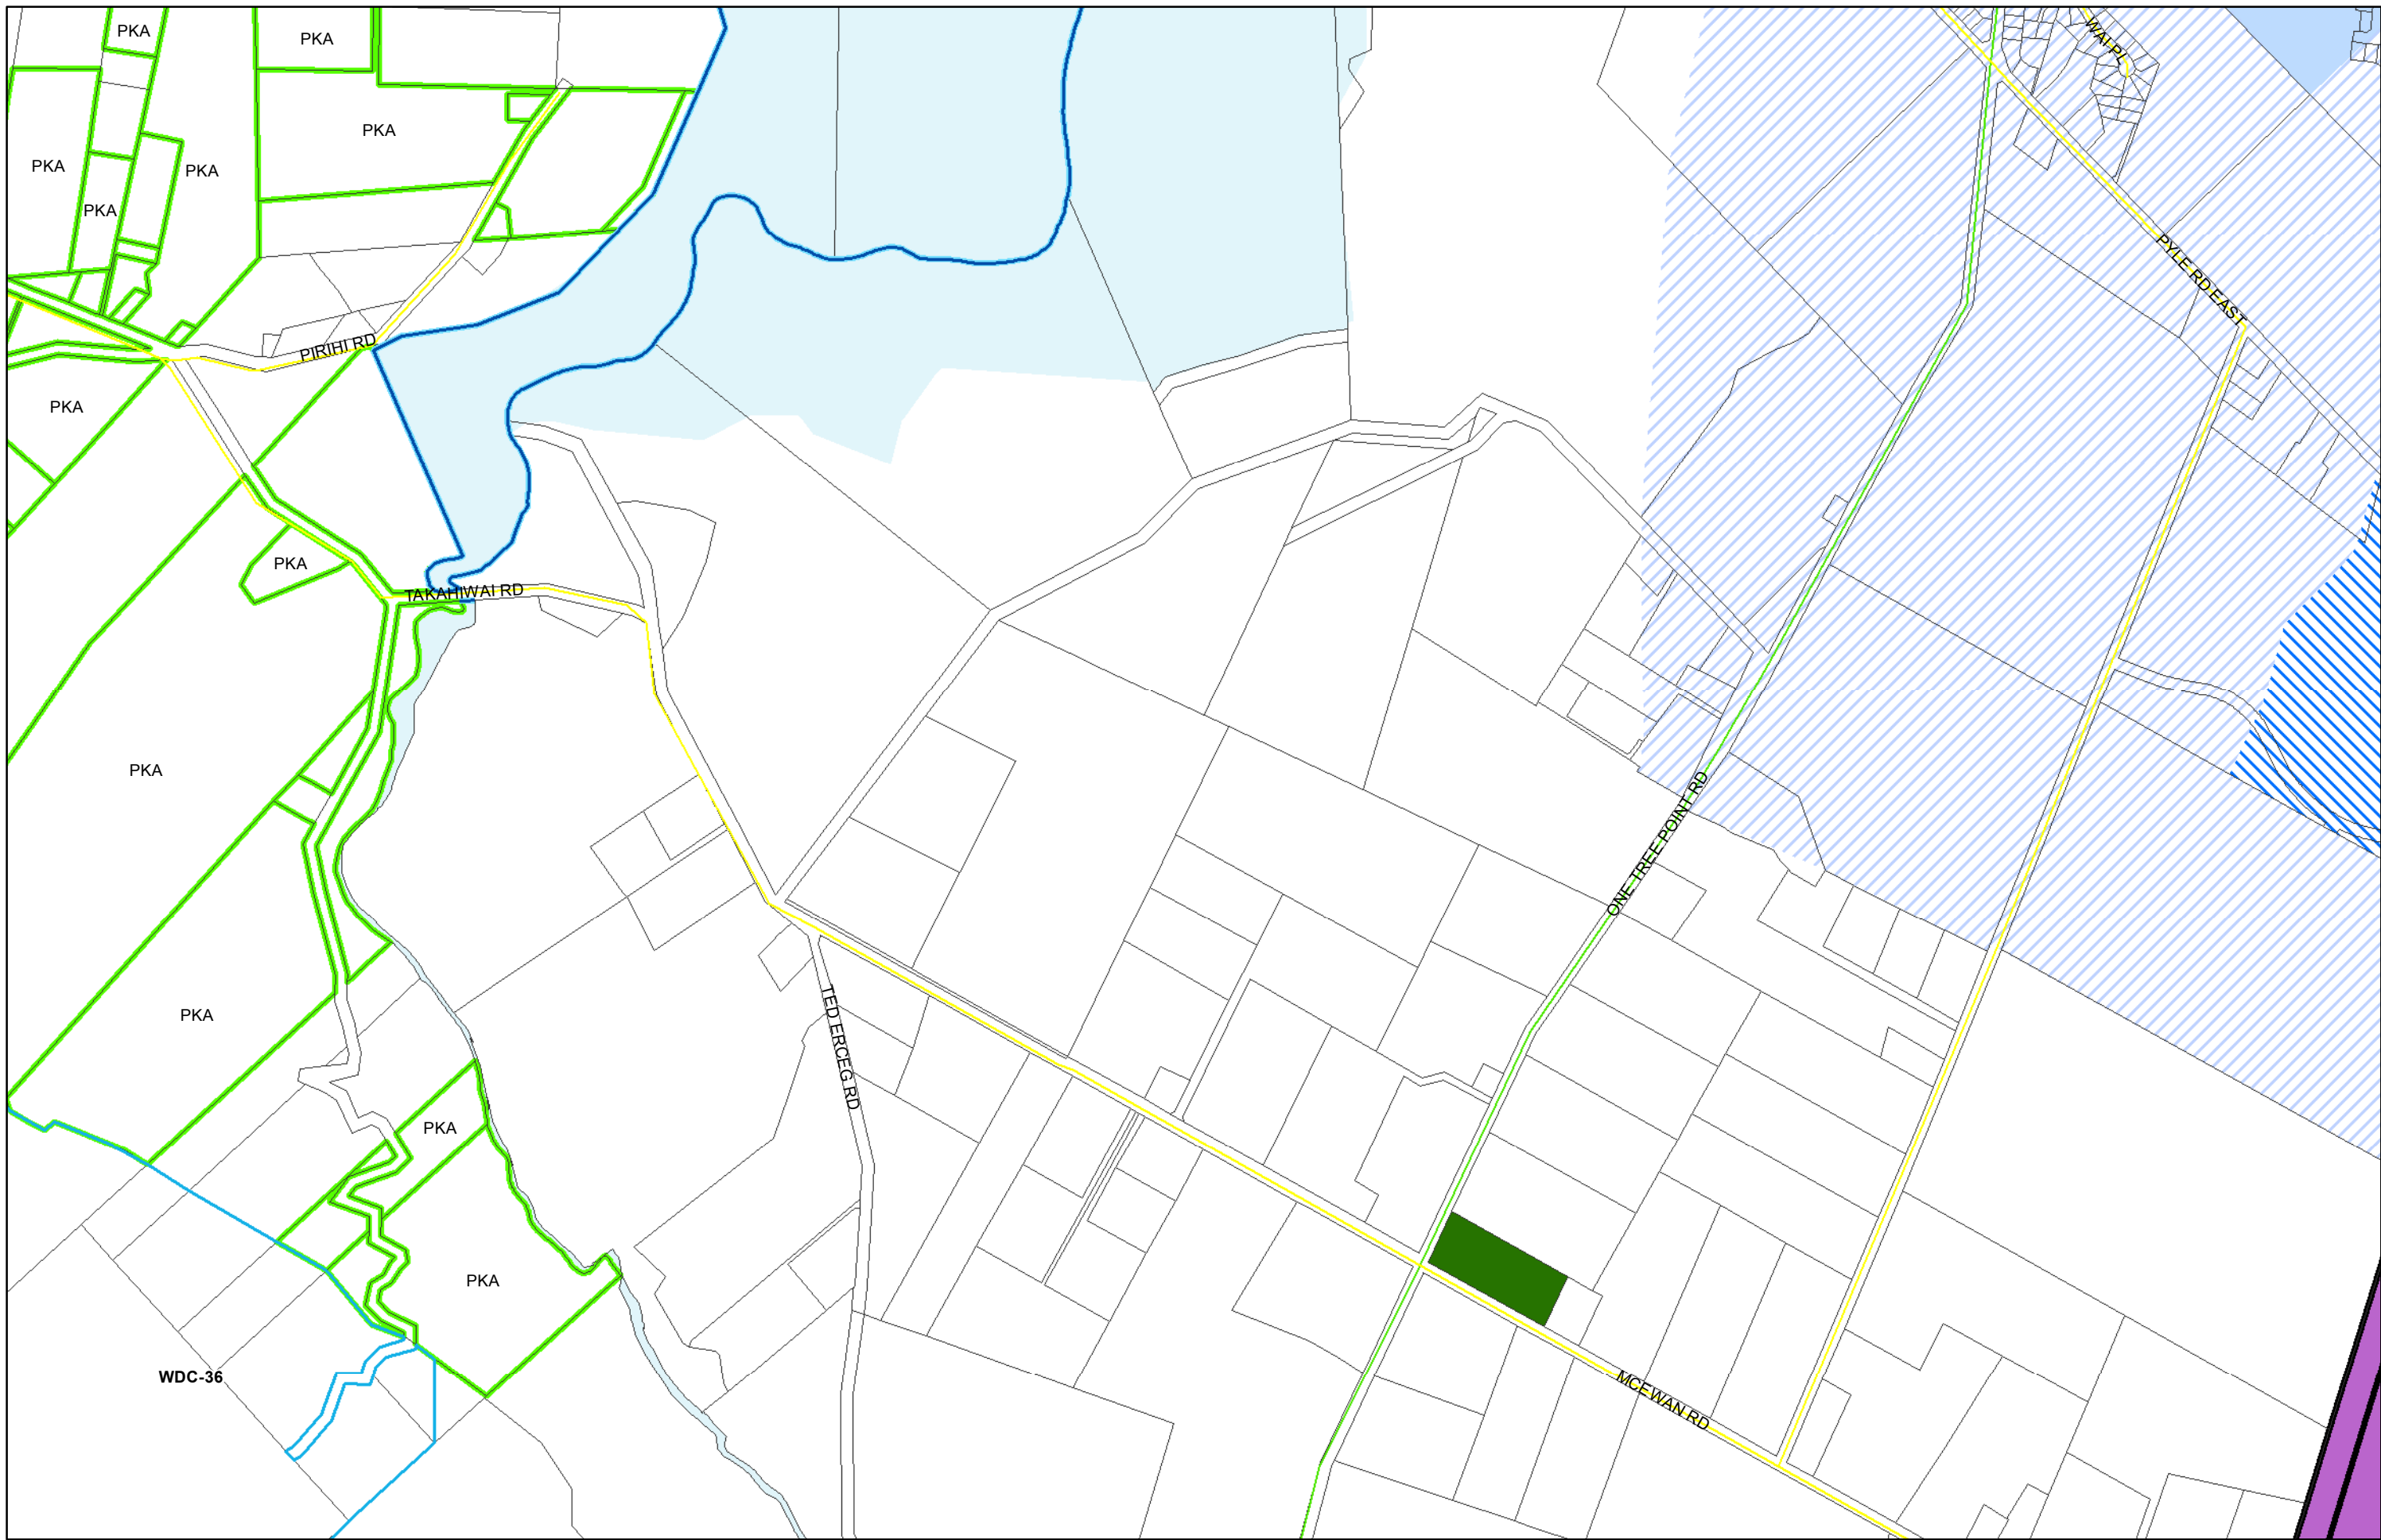 PKA
WAI PL
PKA
PKA
PKA
PKA
PKA
PYLE RD EAST
PIRIHI RD
PKA
PKA
TAKAHIWAI RD
PKA
ONE TREE POINT RD
PKA
TED ERCEG RD
PKA
PKA
WDC-36
MCEWAN RD